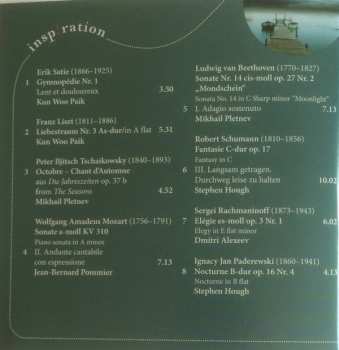 insp ration
Erik Satie (1866–1925)
1 Gymnopédie Nr. 1
Lent et douloureux 3.50
Kun Woo Paik
Franz Liszt (1811–1886)
2 Liebestraum Nr. 3 As-dur/in A flat 5.31
Kun Woo Paik
Peter Iljitsch Tschaikowsky (1840–1893)
3 Octobre – Chant d'Automne
aus Die Jahreszeiten op. 37 b
from The Seasons 4.52
Mikhail Pletnev
Wolfgang Amadeus Mozart (1756–1791)
Sonate a-moll KV 310
Piano sonata in A minor
4 II. Andante cantabile
con espressione 7.13
Jean-Bernard Pommier
Ludwig van Beethoven (1770–1827)
Sonate Nr. 14 cis-moll op. 27 Nr. 2
„Mondschein"
Sonata No. 14 in C Sharp minor "Moonlight"
5 I. Adagio sostenuto 7.13
Mikhail Pletnev
Robert Schumann (1810–1856)
Fantasie C-dur op. 17
Fantasy in C
6 III. Langsam getragen.
Durchweg leise zu halten 10.02
Stephen Hough
Sergei Rachmaninoff (1873–1943)
7 Elégie es-moll op. 3 Nr. 1 6.02
Elegy in E flat minor
Dmitri Alexeev
Ignacy Jan Paderewski (1860–1941)
8 Nocturne B-dur op. 16 Nr. 4 4.13
Nocturne in B flat
Stephen Hough